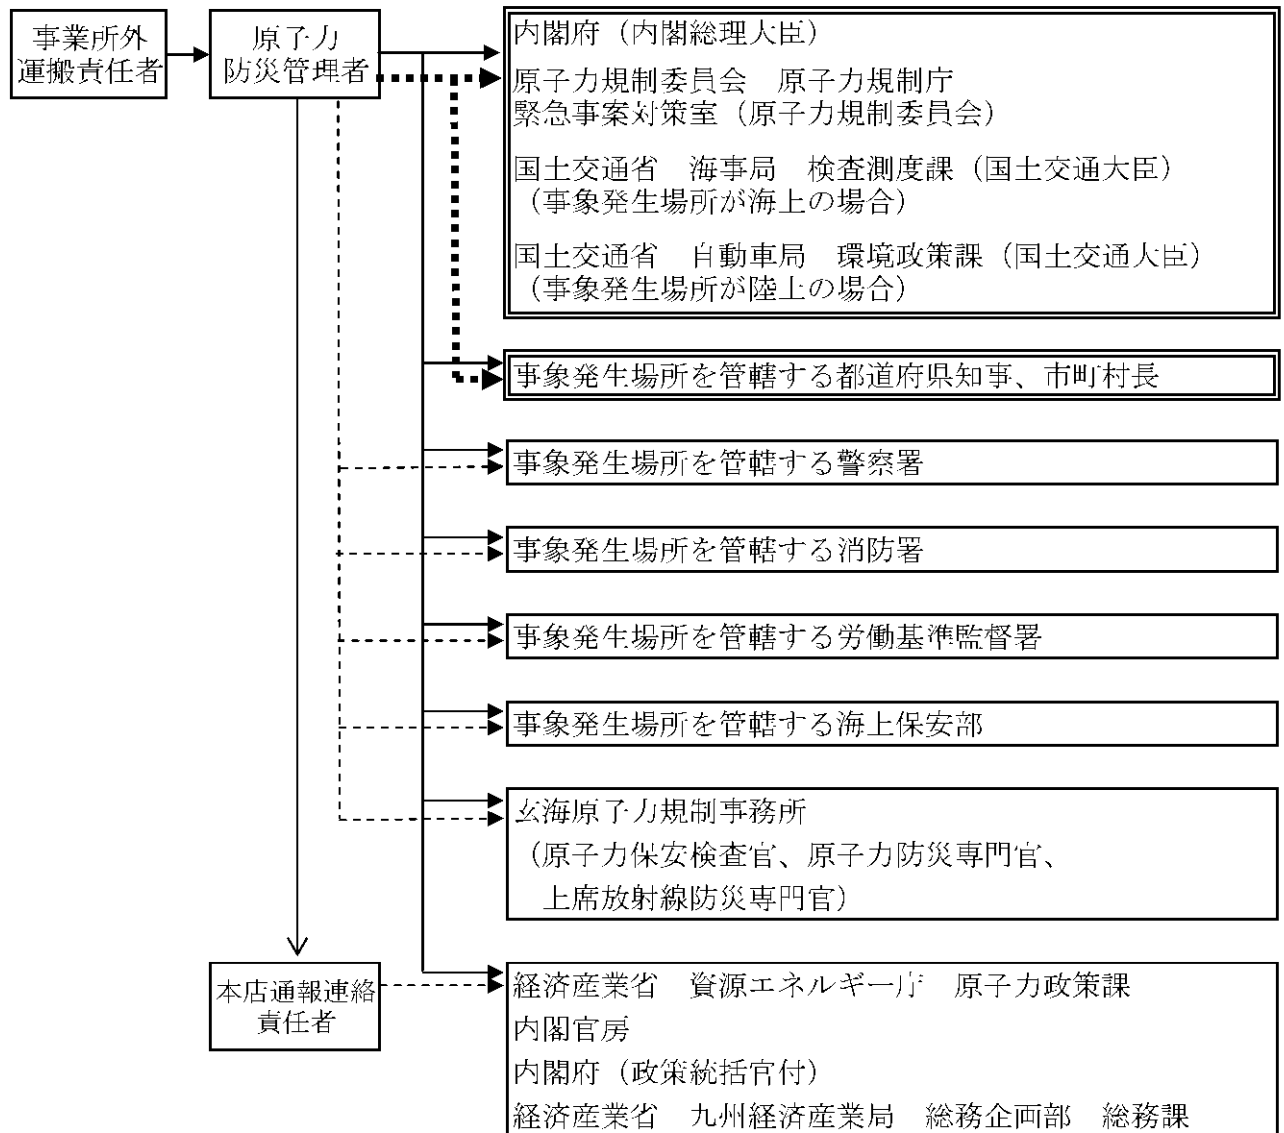 事業所外
運搬責任者
原子力
防災管理者
内閣府（内閣総理大臣）
原子力規制委員会　原子力規制庁
緊急事案対策室（原子力規制委員会）
国土交通省　海事局　検査測度課（国土交通大臣）
（事象発生場所が海上の場合）
国土交通省　自動車局　環境政策課（国土交通大臣）
（事象発生場所が陸上の場合）
事象発生場所を管轄する都道府県知事、市町村長
事象発生場所を管轄する警察署
事象発生場所を管轄する消防署
事象発生場所を管轄する労働基準監督署
事象発生場所を管轄する海上保安部
玄海原子力規制事務所
（原子力保安検査官、原子力防災専門官、
上席放射線防災専門官）
本店通報連絡
責任者
経済産業省　資源エネルギー庁　原子力政策課
内閣官房
内閣府（政策統括官付）
経済産業省　九州経済産業局　総務企画部　総務課